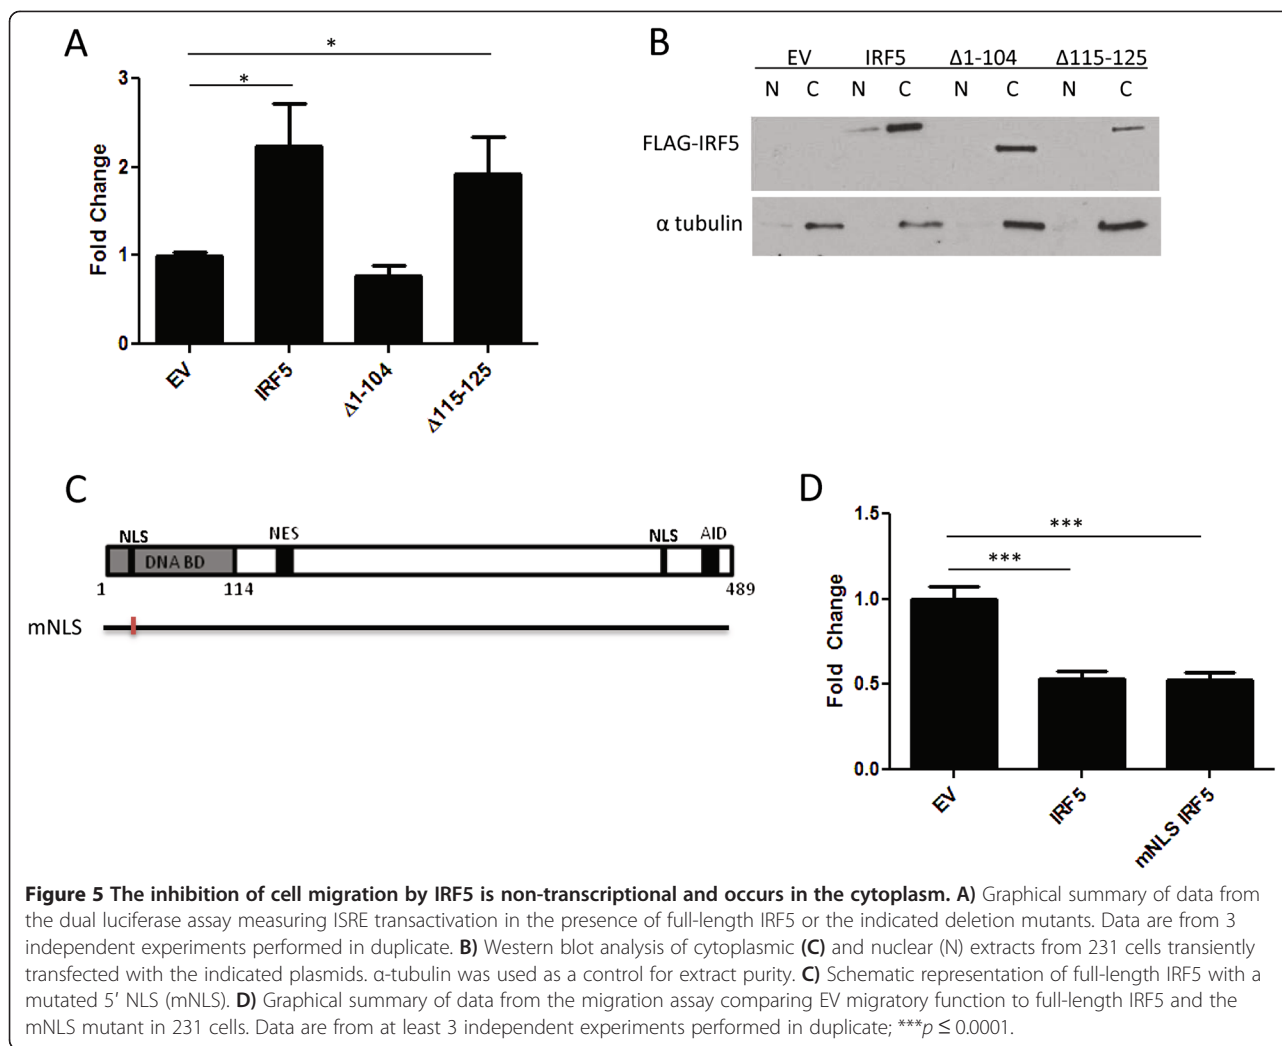 A
*
*
3
2
1
0
Fold Change
EV
IRF5
Δ1-104
Δ115-125
B
EV IRF5 Δ1-104 Δ115-125
N C N C N C N C
FLAG-IRF5
α tubulin
C
NLS NES NLS AID
DNA BD
1 114 489
mNLS
D
***
***
1.5
1.0
0.5
0.0
Fold Change
EV
IRF5
mNLS IRF5
Figure 5 The inhibition of cell migration by IRF5 is non-transcriptional and occurs in the cytoplasm. A) Graphical summary of data from
the dual luciferase assay measuring ISRE transactivation in the presence of full-length IRF5 or the indicated deletion mutants. Data are from 3
independent experiments performed in duplicate. B) Western blot analysis of cytoplasmic (C) and nuclear (N) extracts from 231 cells transiently
transfected with the indicated plasmids. α-tubulin was used as a control for extract purity. C) Schematic representation of full-length IRF5 with a
mutated 5′ NLS (mNLS). D) Graphical summary of data from the migration assay comparing EV migratory function to full-length IRF5 and the
mNLS mutant in 231 cells. Data are from at least 3 independent experiments performed in duplicate; ***p ≤ 0.0001.